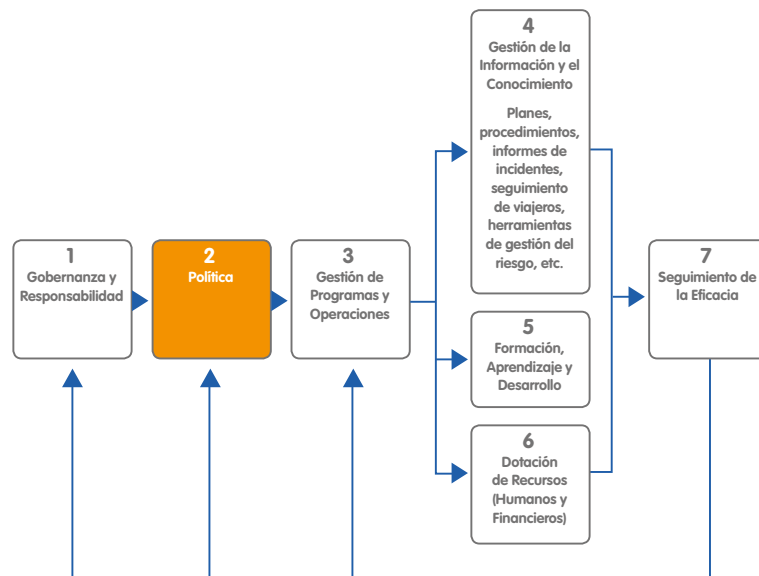 1
Gobernanza y
Responsabilidad
2
Política
3
Gestión de
Programas y
Operaciones
4
Gestión de la
Información y el
Conocimiento
Planes,
procedimientos,
informes de
incidentes,
seguimiento
de viajeros,
herramientas
de gestión del
riesgo, etc.
5
Formación,
Aprendizaje y
Desarrollo
6
Dotación
de Recursos
(Humanos y
Financieros)
7
Seguimiento de
la Eficacia